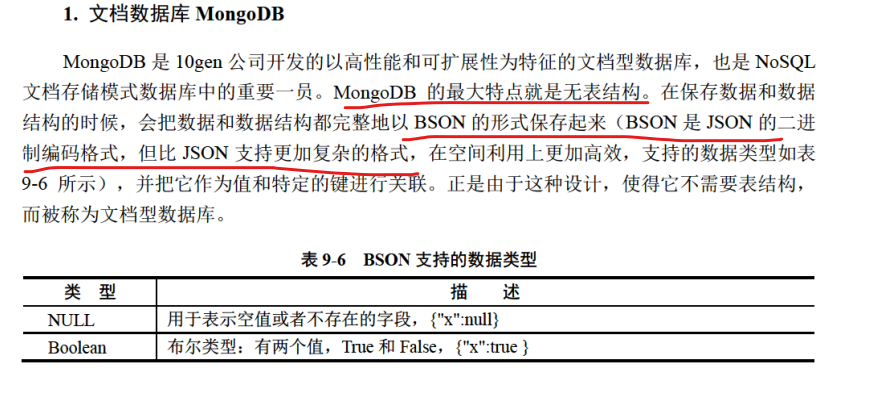 1. 文档数据库 MongoDB
MongoDB 是 10gen 公司开发的以高性能和可扩展性为特征的文档型数据库，也是 NoSQL
文档存储模式数据库中的重要一员。MongoDB 的最大特点就是无表结构。在保存数据和数据
结构的时候，会把数据和数据结构都完整地以 BSON 的形式保存起来（BSON 是 JSON 的二进
制编码格式，但比 JSON 支持更加复杂的格式，在空间利用上更加高效，支持的数据类型如表
9-6 所示），并把它作为值和特定的键进行关联。正是由于这种设计，使得它不需要表结构，
而被称为文档型数据库。
表 9-6 BSON 支持的数据类型
类 型 描 述
NULL 用于表示空值或者不存在的字段，{"x":null}
Boolean 布尔类型：有两个值，True 和 False，{"x":true }